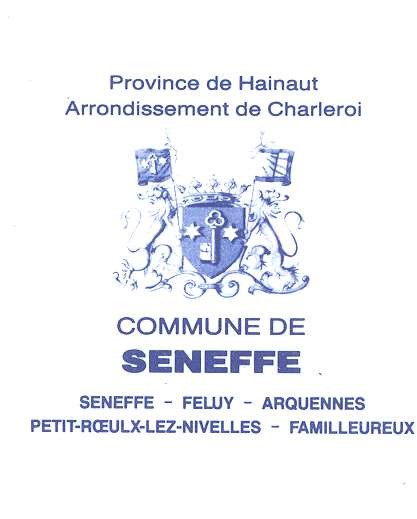 Province de Hainaut
Arrondissement de Charleroi
COMMUNE DE
SENEFFE
SENEFFE - FELUY - ARQUENNES
PETIT-RŒULX-LEZ-NIVELLES - FAMILLEUREUX